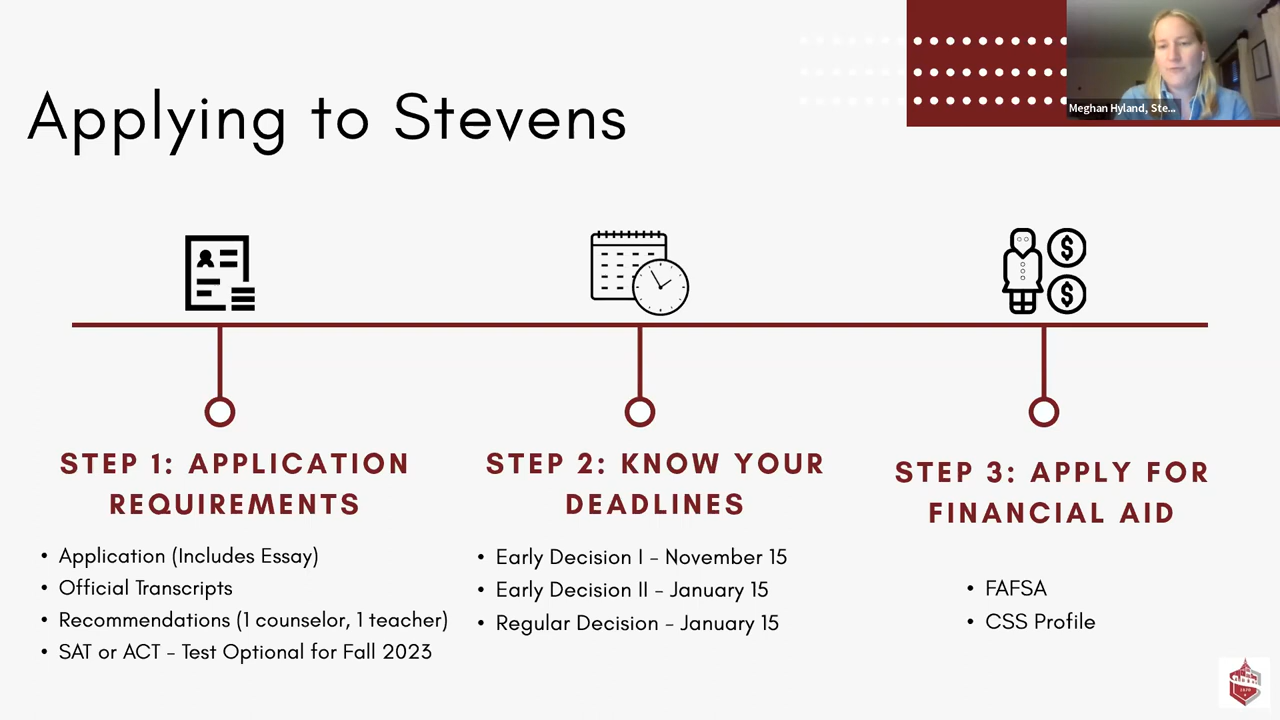 Applying to Stevens
Meghan Hyland, Ste...
STEP 1: APPLICATION
REQUIREMENTS
• Application (Includes Essay)
• Official Transcripts
• Recommendations (1 counselor, 1 teacher)
• SAT or ACT – Test Optional for Fall 2023
STEP 2: KNOW YOUR
DEADLINES
• Early Decision I – November 15
• Early Decision II – January 15
• Regular Decision – January 15
STEP 3: APPLY FOR
FINANCIAL AID
• FAFSA
• CSS Profile
$
$
1870